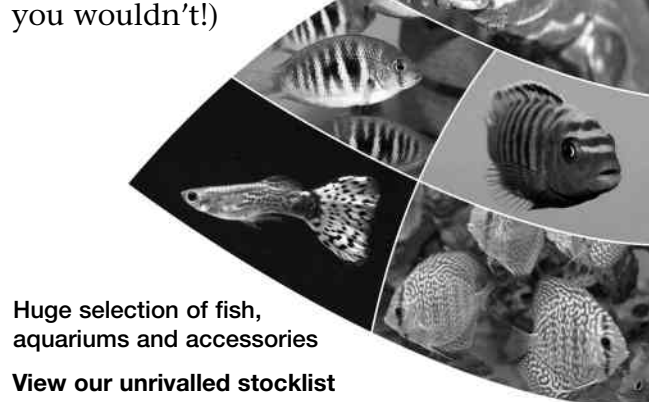 you wouldn't!)
Huge selection of fish,
aquariums and accessories
View our unrivalled stocklist